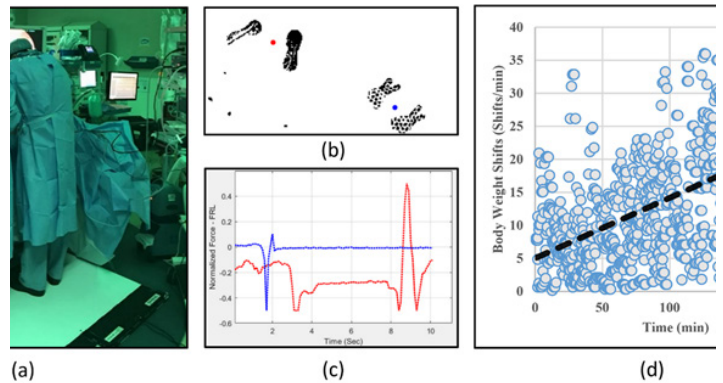 (a)
(b)
Normalized Force - FRL
0.4
0.2
0
-0.2
-0.4
-0.6
2
4
6
8
10
Time (Sec)
(c)
Body Weight Shifts (Shifts/min)
40
35
30
25
20
15
10
5
0
0
50
100
Time (min)
(d)